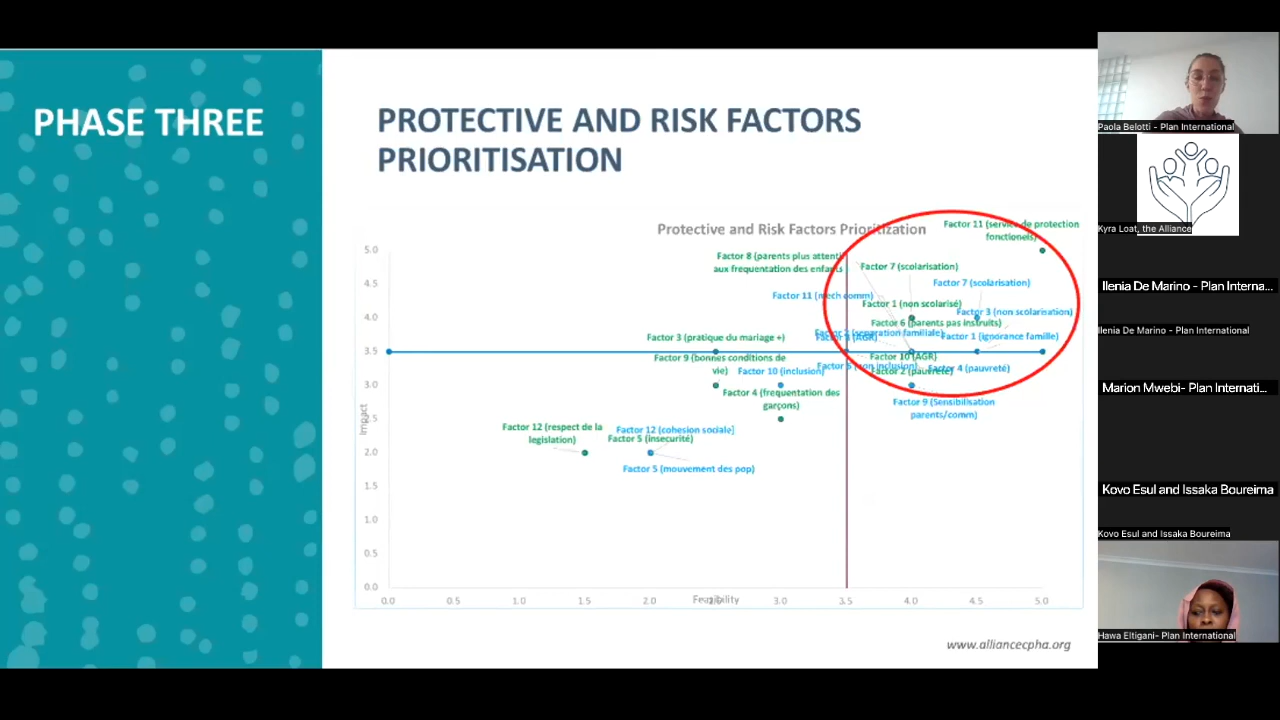 PHASE THREE
PROTECTIVE AND RISK FACTORS
PRIORITISATION
Protective and Risk Factors Prioritization
Factor 11 (service de protection
fonctionels)
Factor 8 (parents plus attentifs
aux frequentation des enfants
Factor 7 (scolarisation)
Factor 7 (scolarisation)
Factor 11 (mech comm)
Factor 1 (non scolarisé)
Factor 3 (non scolarisation)
Factor 6 (parents pas instruits)
Factor 2 (separation familiale)
Factor 1 (ignorance famille)
Factor 3 (pratique du mariage +)
Factor 10 (AGR)
Factor 9 (bonnes conditions de
vie)
Factor 10 (inclusion)
Factor 6 (non inclusion)
Factor 2 (pauvreté)
Factor 4 (pauvreté)
Factor 4 (frequentation des
garçons)
Factor 9 (Sensibilisation
parents/comm)
Factor 12 (respect de la
legislation)
Factor 12 (cohesion sociale)
Factor 5 (insecurité)
Factor 5 (mouvement des pop)
Impact
5.0
4.5
4.0
3.5
3.0
2.5
2.0
1.5
1.0
0.5
0.0
0.0 0.5 1.0 1.5 2.0 2.5 3.0 3.5 4.0 4.5 5.0
Feasibility
www.alliancecpha.org
Paola Belotti - Plan International
Kyra Loat, the Alliance
Ilenia De Marino - Plan Interna...
Ilenia De Marino - Plan International
Marion Mwebi- Plan Internati...
Kovo Esul and Issaka Boureima
Kovo Esul and Issaka Boureima
Hawa Eltigani- Plan International